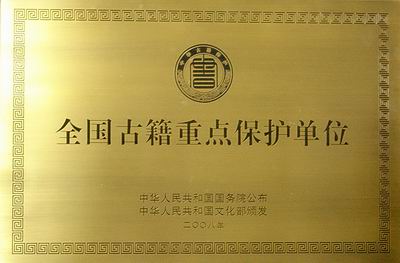 全国古籍重点保护单位
中华人民共和国国务院公布
中华人民共和国文化部颁发
二〇〇八年